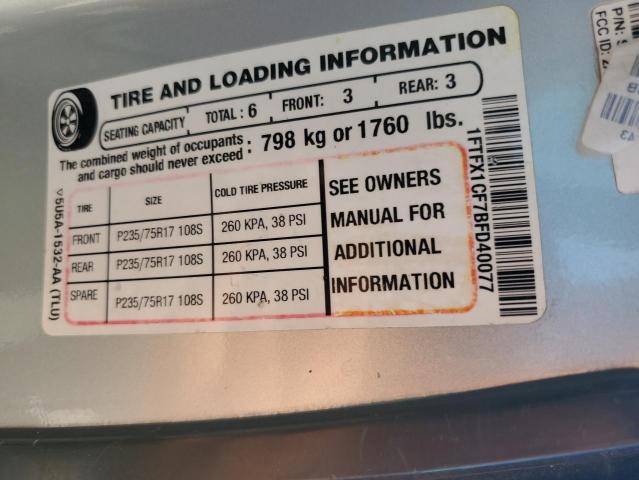 TIRE AND LOADING INFORMATION
SEATING CAPACITY TOTAL : 6 FRONT: 3 REAR: 3
The combined weight of occupants and cargo should never exceed : 798 kg or 1760 lbs.
TIRE SIZE COLD TIRE PRESSURE
FRONT P235/75R17 108S 260 KPA, 38 PSI
REAR P235/75R17 108S 260 KPA, 38 PSI
SPARE P235/75R17 108S 260 KPA, 38 PSI
SEE OWNERS
MANUAL FOR
ADDITIONAL
INFORMATION
1FTFX1CF7BFD40077
5U5A-1532-AA (TLU)
P/N:
FCC ID: